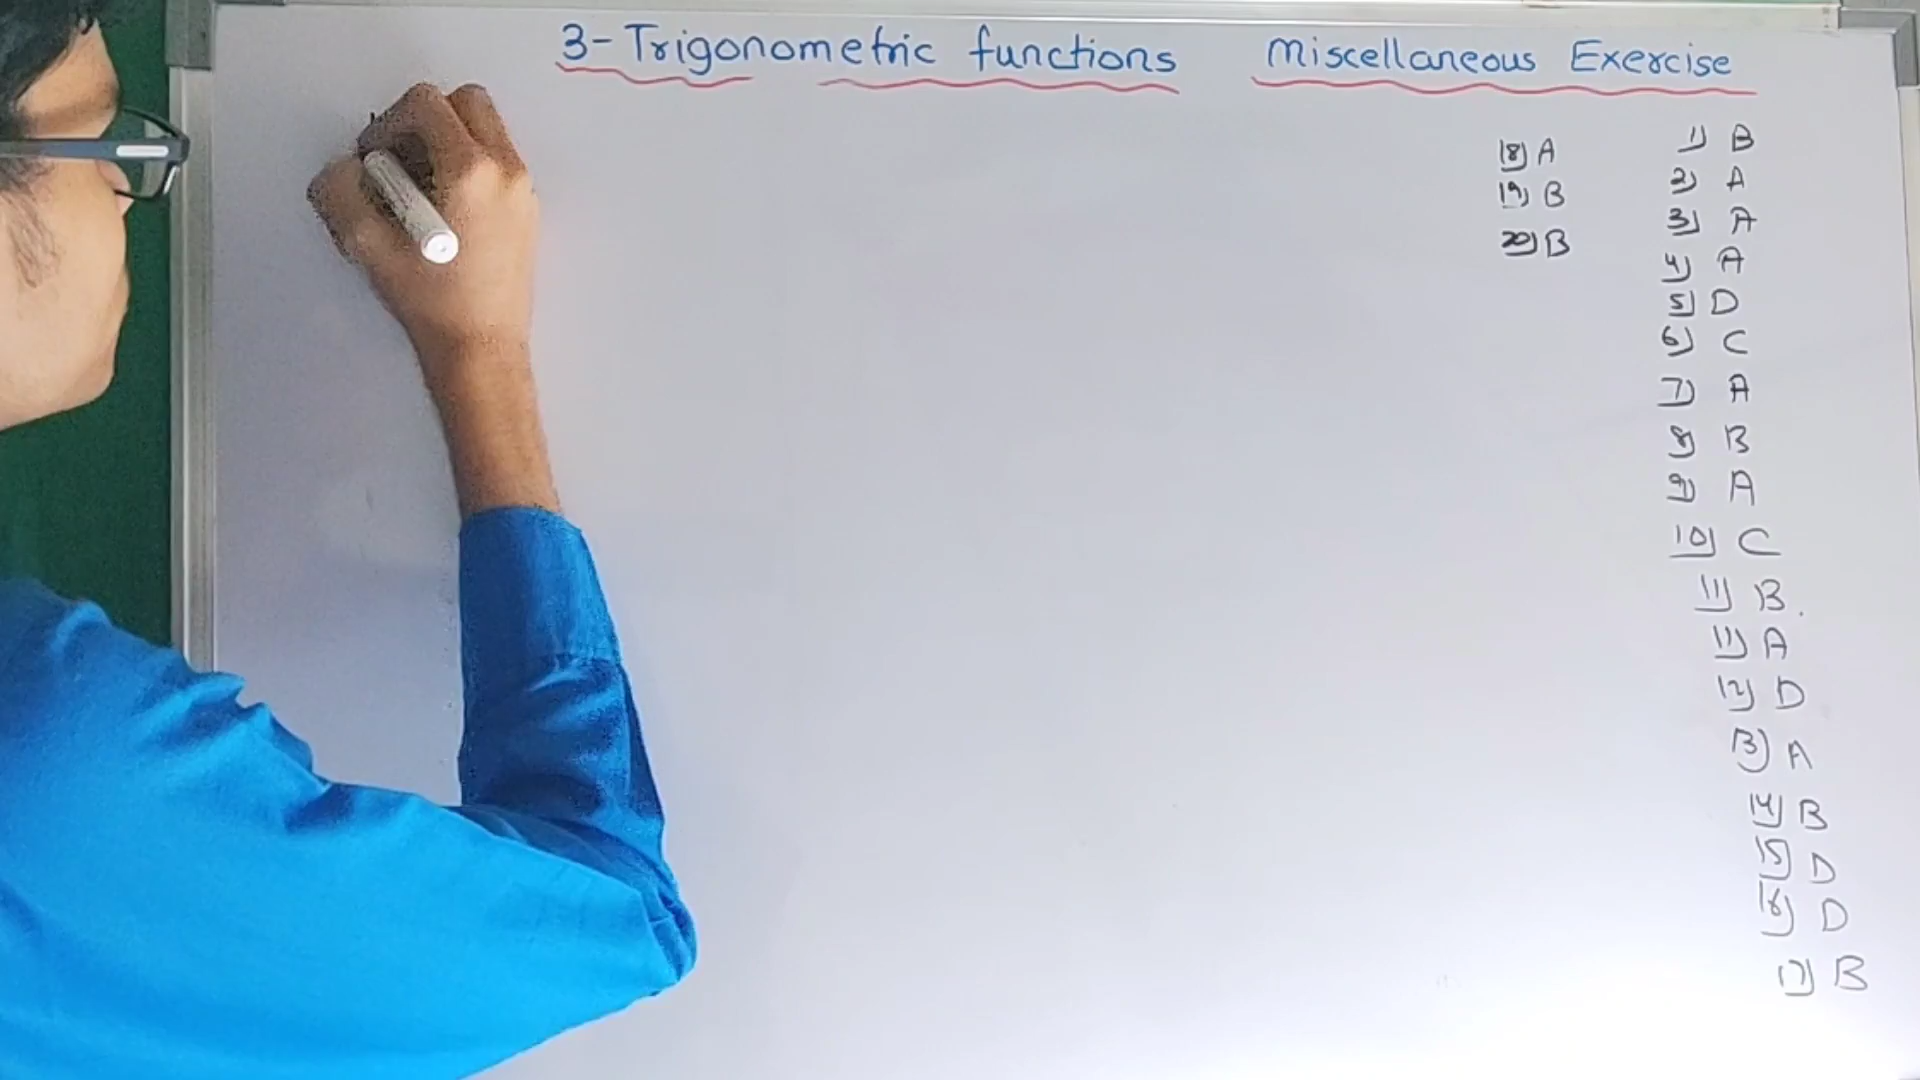 3-Trigonometric functions Miscellaneous Exercise
18) A
19) B
20) B
1) B
2) A
3) A
4) A
5) D
6) C
7) A
8) B
9) A
10) C
11) B.
11) A
12) D
13) A
14) B
15) D
16) D
17) B